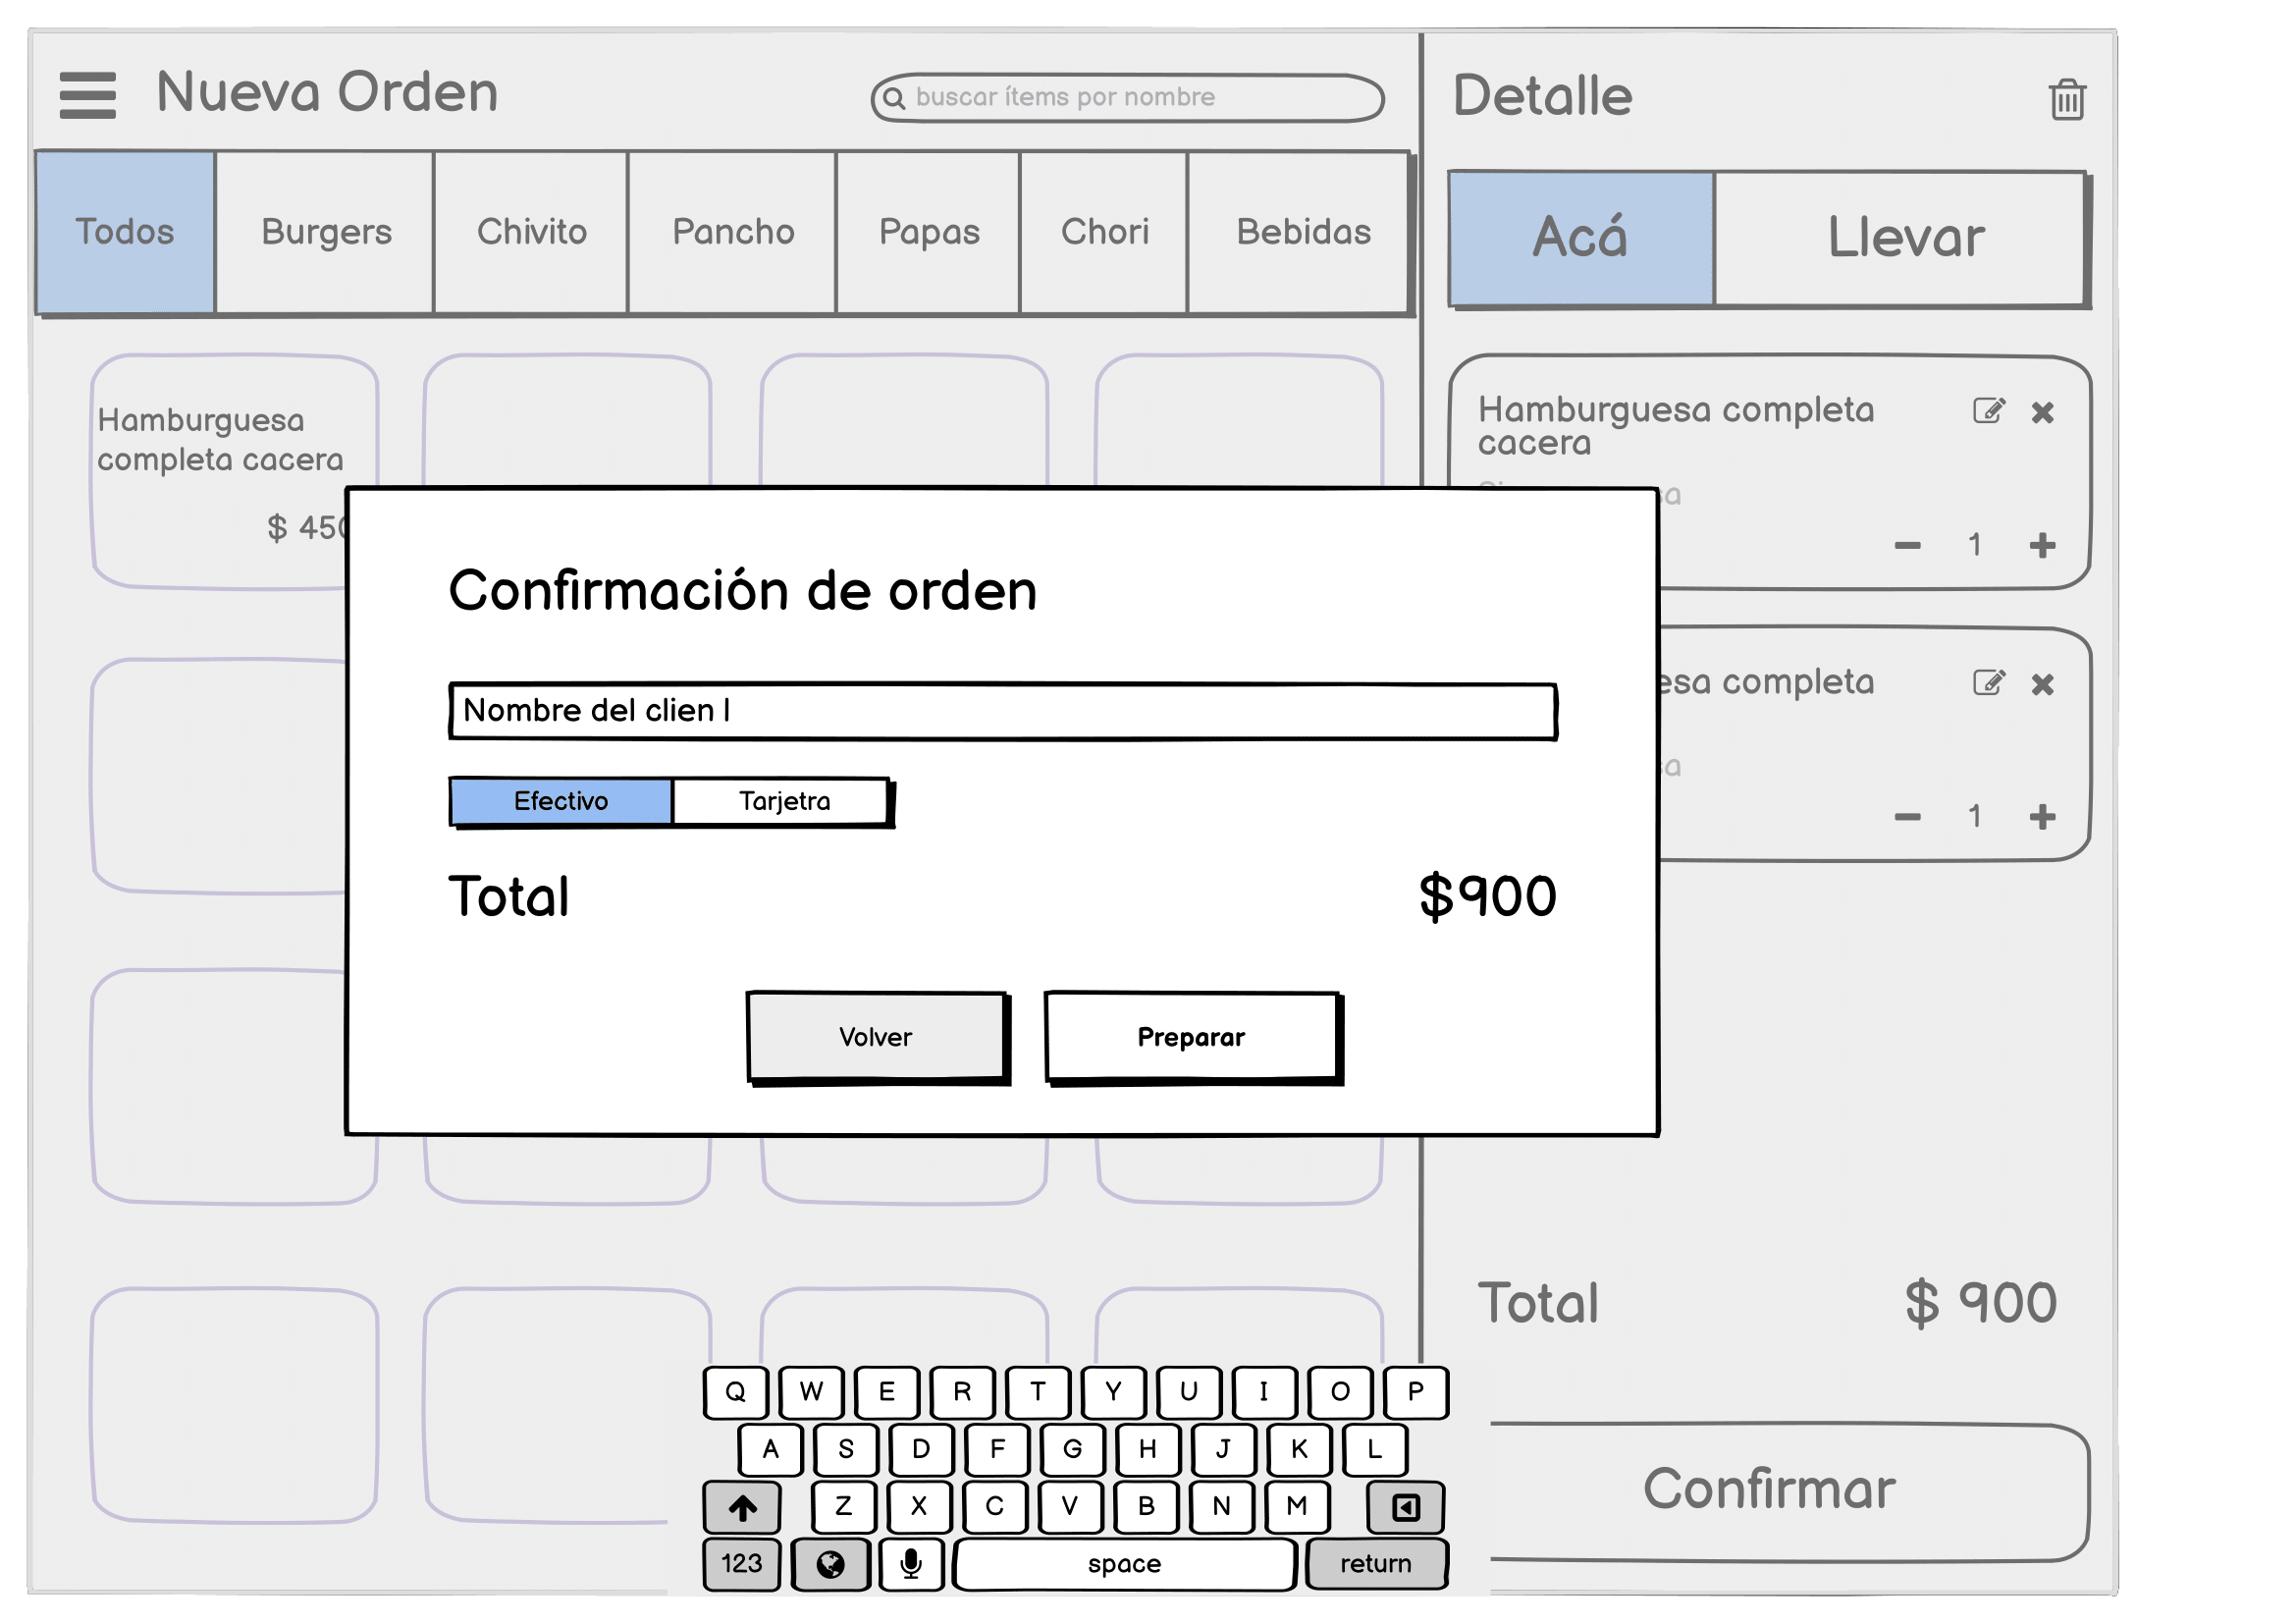 Nueva Orden
buscar ítems por nombre
Detalle
Todos
Burgers
Chivito
Pancho
Papas
Chori
Bebidas
Acá
Llevar
Hamburguesa
completa cacera
$ 450
Hamburguesa completa
cacera
1
esa completa
1
Confirmación de orden
Nombre del clien |
Efectivo
Tarjetra
Total
$900
Volver
Preparar
Total
$ 900
Confirmar
Q W E R T Y U I O P
A S D F G H J K L
Z X C V B N M
123
space
return